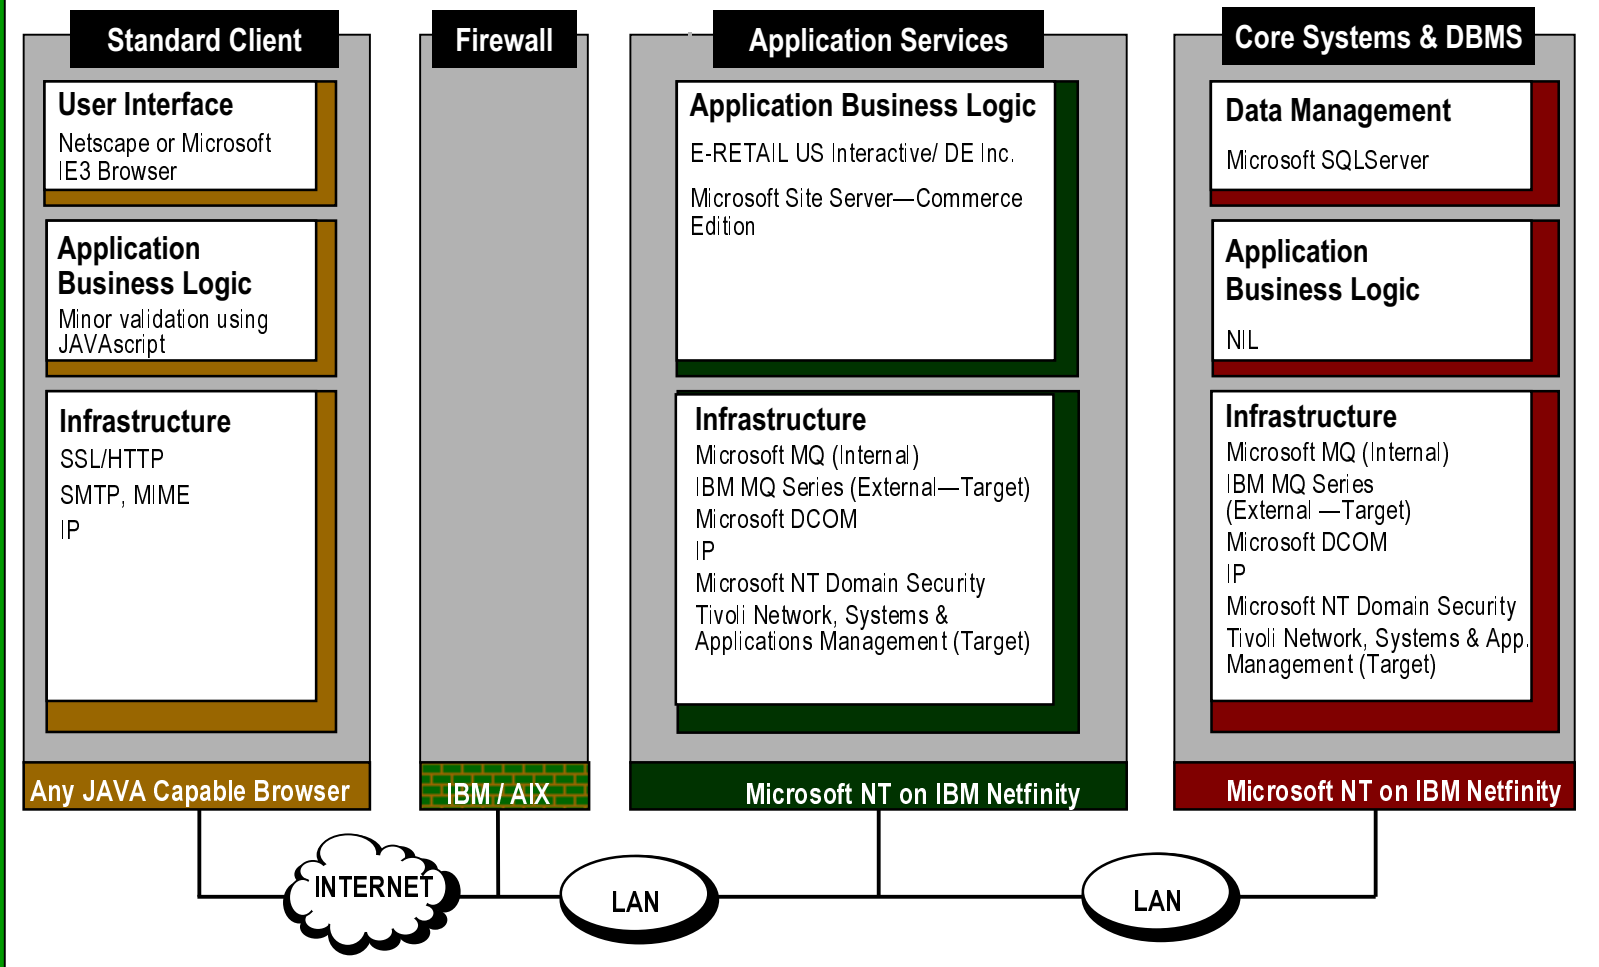 Standard Client
User Interface
Netscape or Microsoft
IE3 Browser
Application
Business Logic
Minor validation using
JAVAscript
Infrastructure
SSL/HTTP
SMTP, MIME
IP
Any JAVA Capable Browser
Firewall
IBM / AIX
Application Services
Application Business Logic
E-RETAIL US Interactive/ DE Inc.
Microsoft Site Server—Commerce
Edition
Infrastructure
Microsoft MQ (Internal)
IBM MQ Series (External—Target)
Microsoft DCOM
IP
Microsoft NT Domain Security
Tivoli Network, Systems &
Applications Management (Target)
Microsoft NT on IBM Netfinity
Core Systems & DBMS
Data Management
Microsoft SQLServer
Application
Business Logic
NIL
Infrastructure
Microsoft MQ (Internal)
IBM MQ Series
(External —Target)
Microsoft DCOM
IP
Microsoft NT Domain Security
Tivoli Network, Systems & App.
Management (Target)
Microsoft NT on IBM Netfinity
INTERNET
LAN
LAN